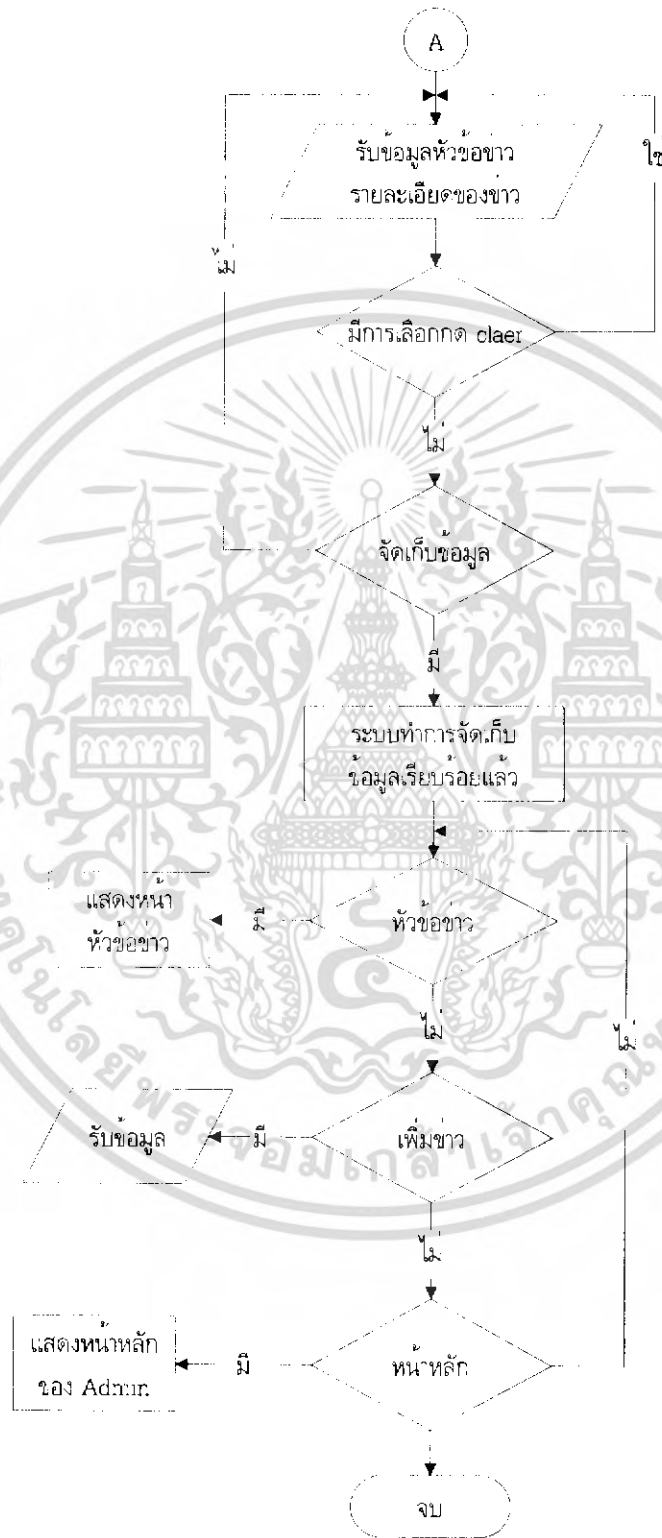 A
รับข้อมูลหัวข้อข่าว
รายละเอียดของข่าว
ไม่
มีการเลือกกด claer
ไม่
จัดเก็บข้อมูล
มี
ระบบทำการจัดเก็บ
ข้อมูลเรียบร้อยแล้ว
แสดงหน้า
หัวข้อข่าว
มี
หัวข้อข่าว
ไม่
ไม่
รับข้อมูล
มี
เพิ่มข่าว
ไม่
แสดงหน้าหลัก
ของ Admin
มี
หน้าหลัก
จบ